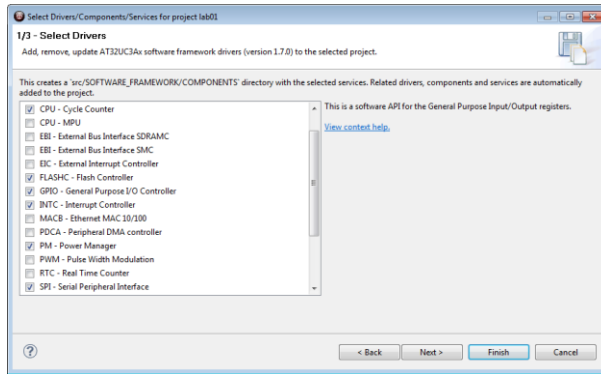 Select Drivers/Components/Services for project lab01
1/3 - Select Drivers
Add, remove, update AT32UC3Ax software framework drivers (version 1.7.0) to the selected project.
This creates a 'src/SOFTWARE_FRAMEWORK/COMPONENTS' directory with the selected services. Related drivers, components and services are automatically
added to the project.
CPU - Cycle Counter
CPU - MPU
EBI - External Bus Interface SDRAMC
EBI - External Bus Interface SMC
EIC - External Interrupt Controller
FLASHC - Flash Controller
GPIO - General Purpose I/O Controller
INTC - Interrupt Controller
MACB - Ethernet MAC 10/100
PDCA - Peripheral DMA controller
PM - Power Manager
PWM - Pulse Width Modulation
RTC - Real Time Counter
SPI - Serial Peripheral Interface
This is a software API for the General Purpose Input/Output registers.
View context help.
?
< Back
Next >
Finish
Cancel